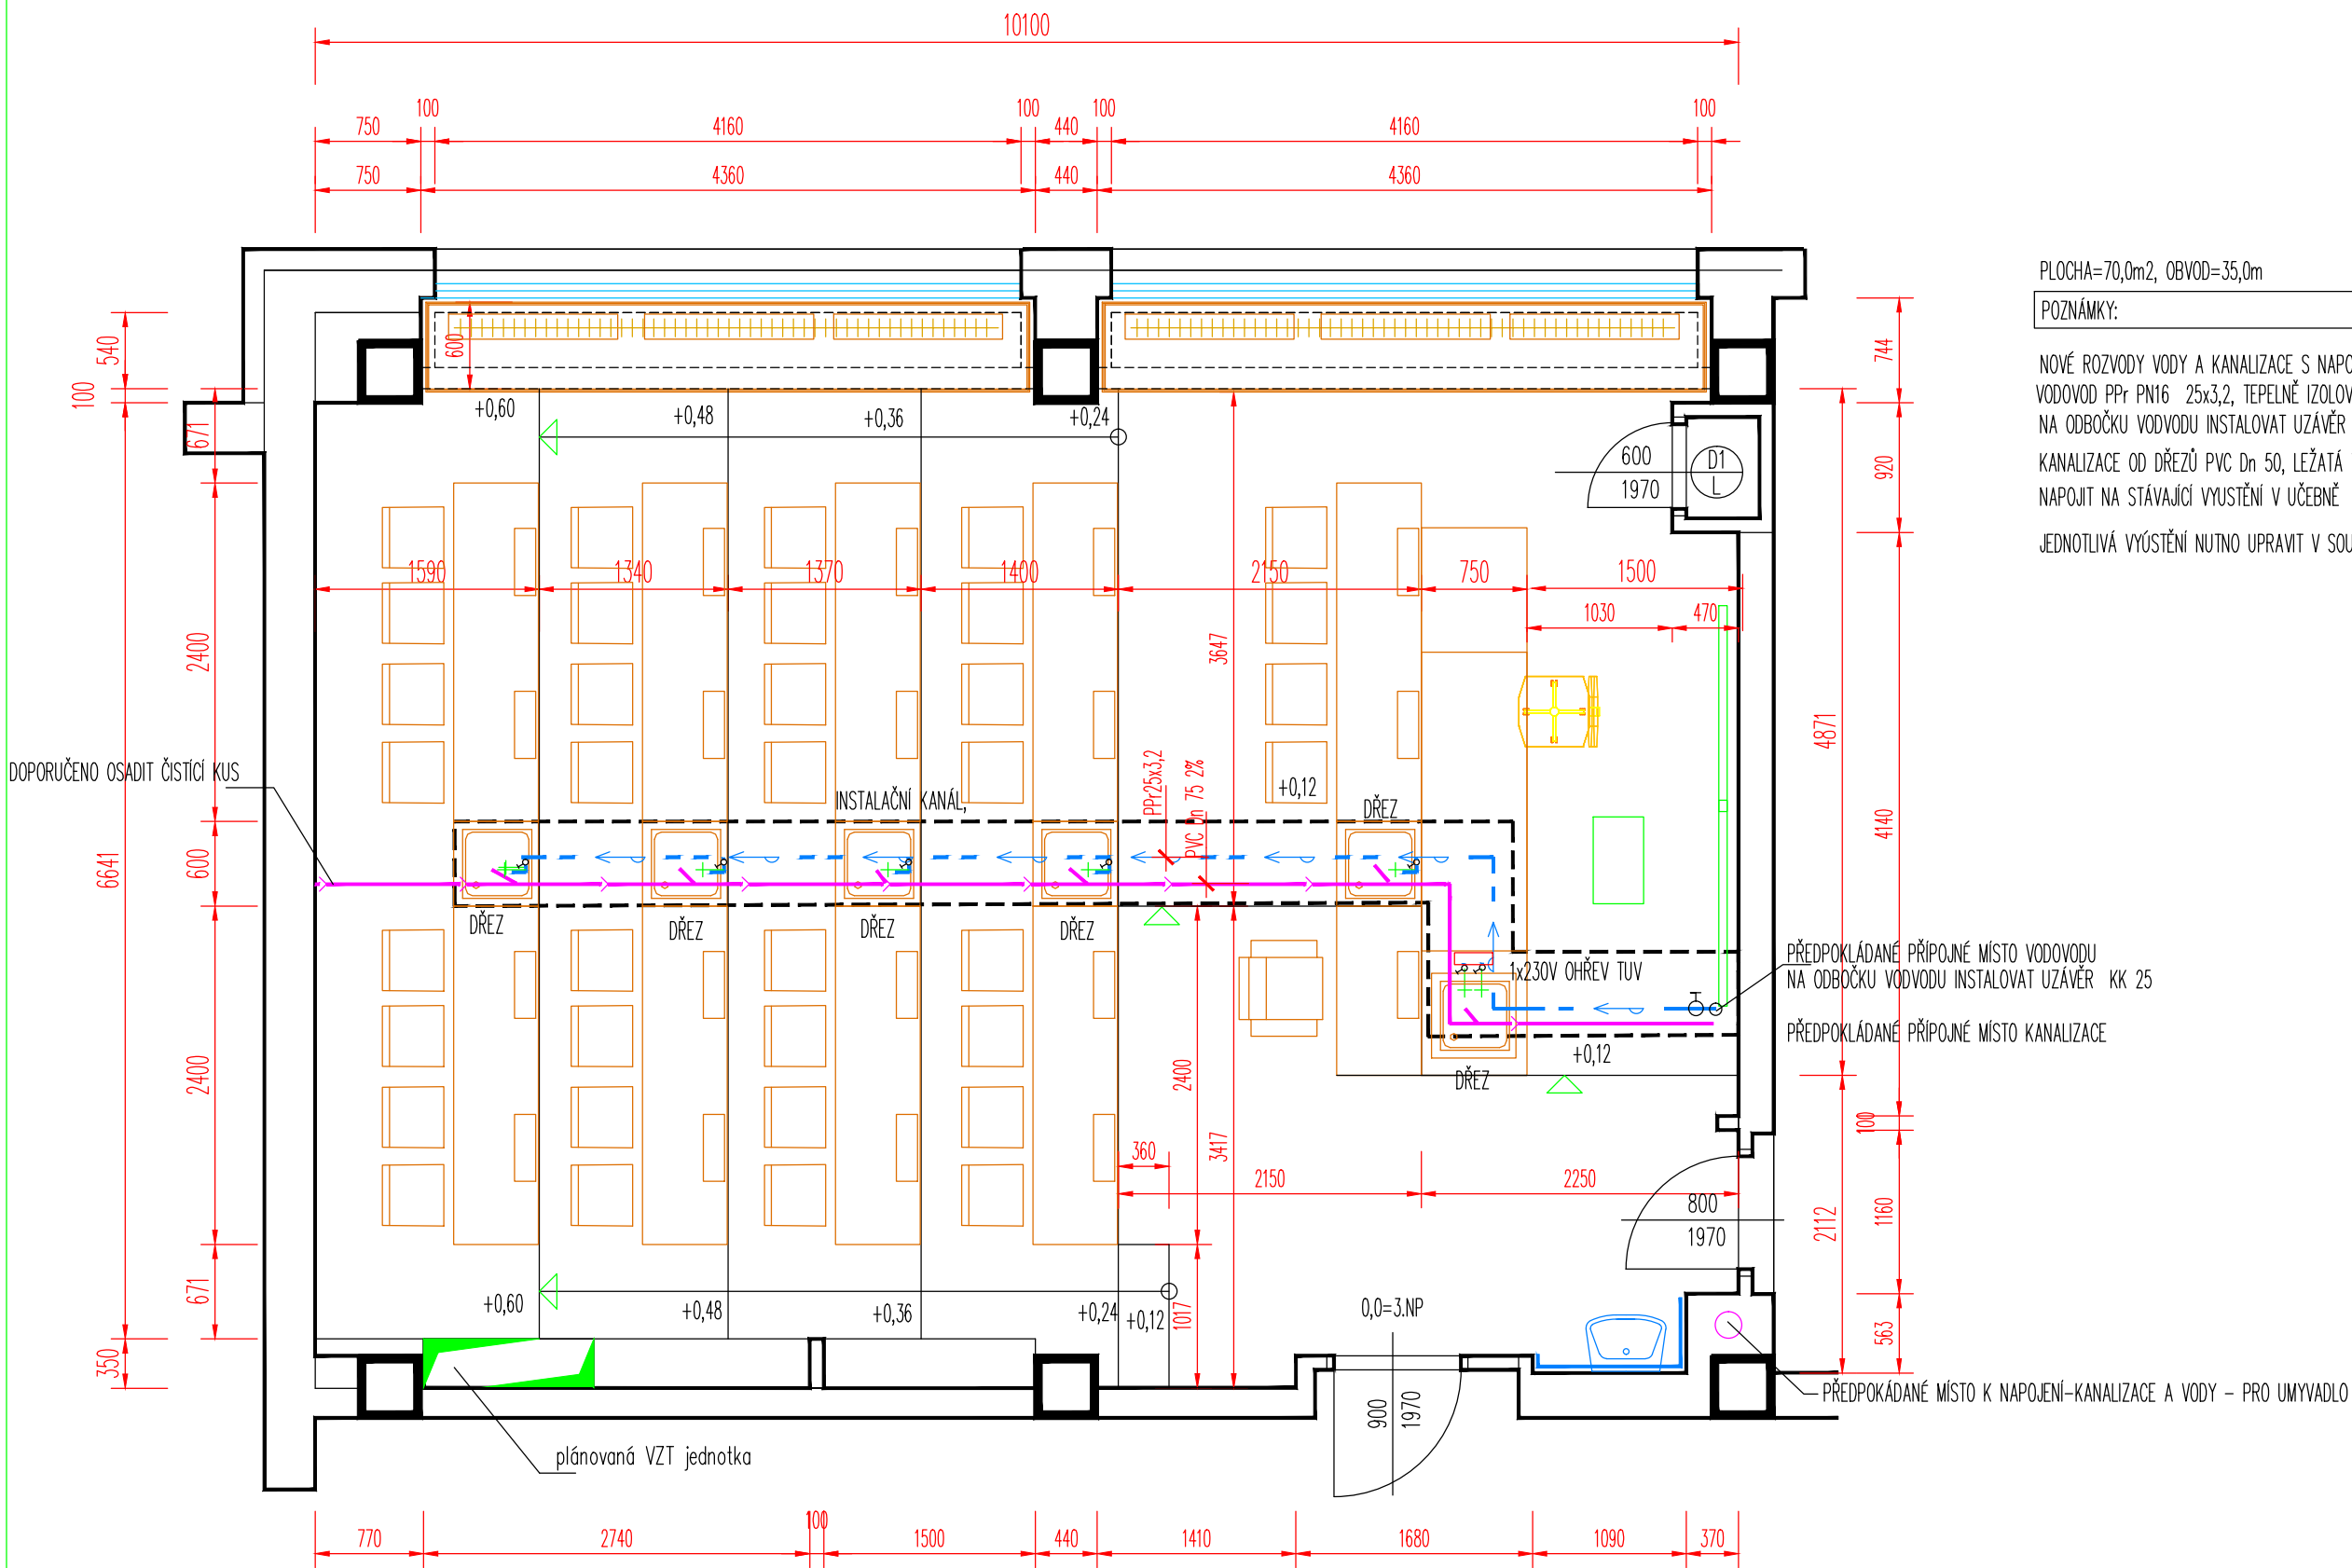 10100
100
100
100
100
750
4160
440
4160
750
4360
440
4360
PLOCHA=70,0m2, OBVOD=35,0m
POZNÁMKY:
NOVÉ ROZVODY VODY A KANALIZACE S NAPO
VODOVOD PPr PN16 25x3,2, TEPELNĚ IZOLOV
NA ODBOČKU VODVODU INSTALOVAT UZÁVĚR
KANALIZACE OD DŘEZŮ PVC Dn 50, LEŽATÁ
NAPOJIT NA STÁVAJÍCÍ VYUSTĚNÍ V UČEBNĚ
JEDNOTLIVÁ VYÚSTĚNÍ NUTNO UPRAVIT V SOU
540
100
600
744
+0,60
+0,48
+0,36
+0,24
671
600
1970
D1
L
920
1590
1340
1370
1400
2150
750
1500
1030
470
2400
3647
4871
DOPORUČENO OSADIT ČISTÍCÍ KUS
PPr25x3,2
PVC Dn 75 2%
+0,12
INSTALAČNÍ KANÁL,
DŘEZ
4140
6641
600
DŘEZ
DŘEZ
DŘEZ
DŘEZ
1x230V OHŘEV TUV
PŘEDPOKLÁDANÉ PŘÍPOJNÉ MÍSTO VODOVODU
NA ODBOČKU VODVODU INSTALOVAT UZÁVĚR KK 25
PŘEDPOKLÁDANÉ PŘÍPOJNÉ MÍSTO KANALIZACE
+0,12
DŘEZ
2400
2400
100
360
3417
2150
2250
800
1970
1160
2112
671
+0,60
+0,48
+0,36
+0,24
+0,12
1017
0,0=3.NP
563
350
900
1970
PŘEDPOKÁDANÉ MÍSTO K NAPOJENÍ-KANALIZACE A VODY - PRO UMYVADLO
plánovaná VZT jednotka
770
2740
100
1500
440
1410
1680
1090
370